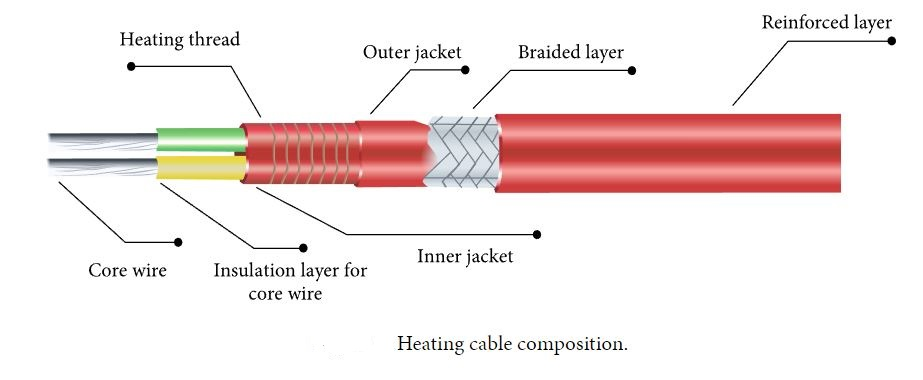 Reinforced layer
Heating thread
Outer jacket
Braided layer
Inner jacket
Core wire
Insulation layer for
core wire
Heating cable composition.